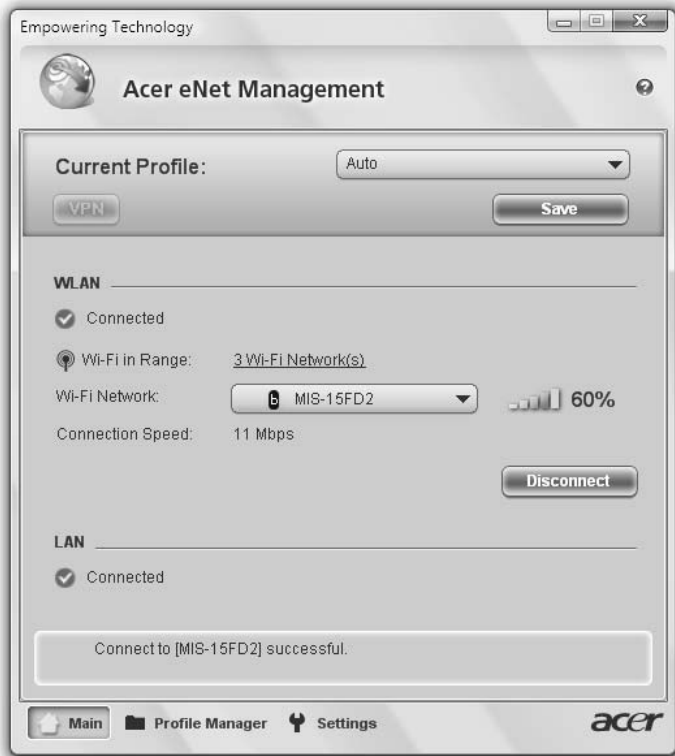 Empowering Technology
Acer eNet Management
Current Profile:
Auto
VPN
Save
WLAN
Connected
Wi-Fi in Range: 3 Wi-Fi Network(s)
Wi-Fi Network: b MIS-15FD2 60%
Connection Speed: 11 Mbps
Disconnect
LAN
Connected
Connect to [MIS-15FD2] successful.
Main Profile Manager Settings acer